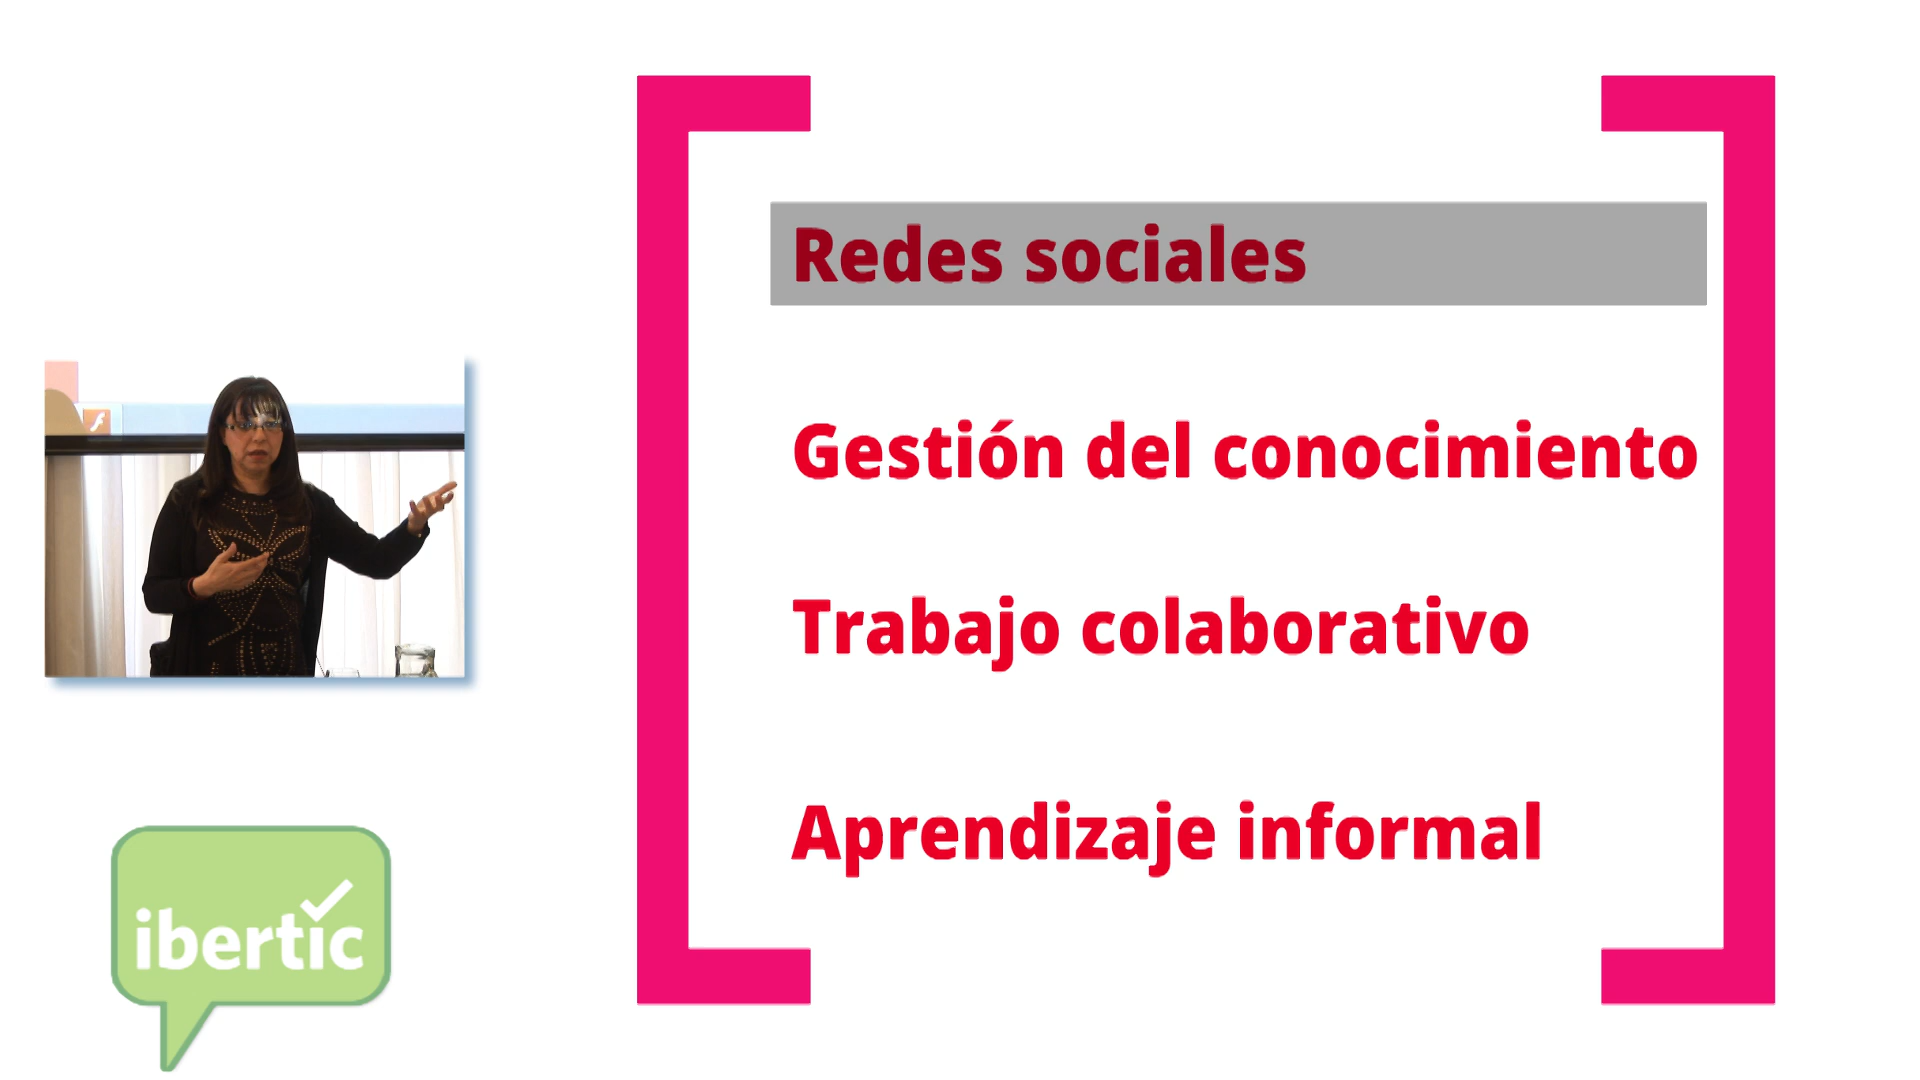 Redes sociales
Gestión del conocimiento
Trabajo colaborativo
Aprendizaje informal
ibertic